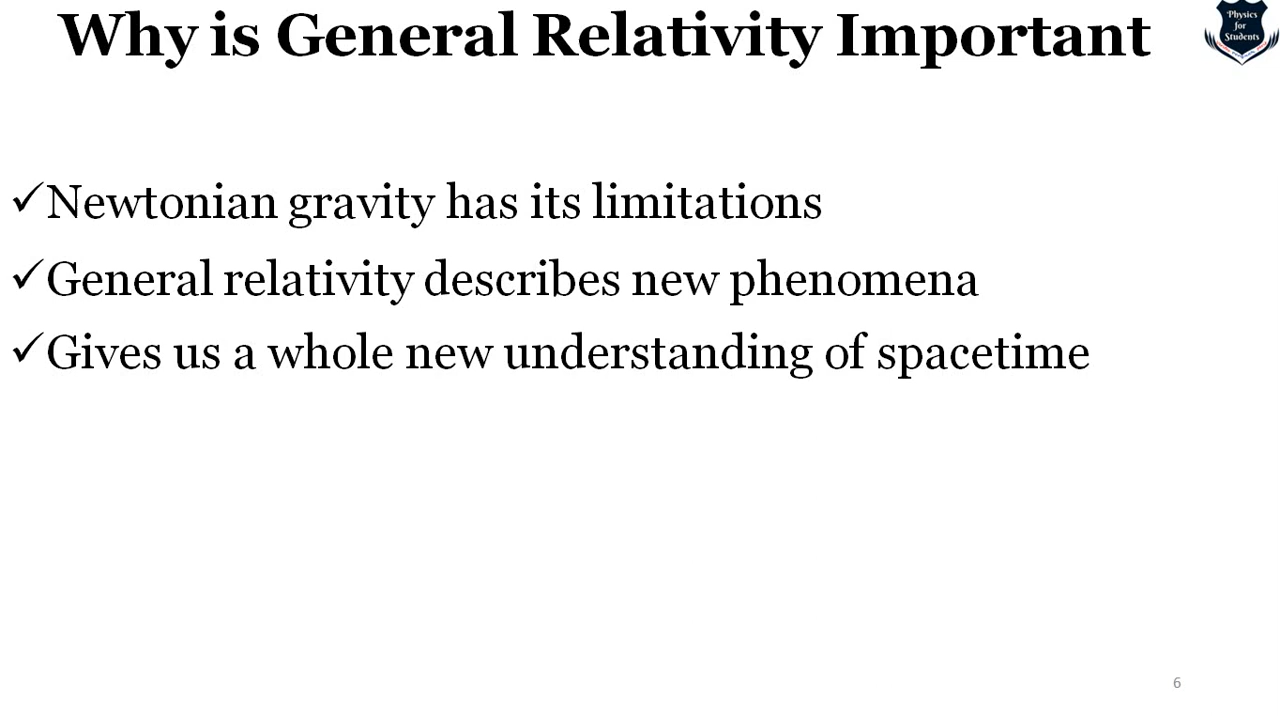 Why is General Relativity Important
Physics
for
Students
✓Newtonian gravity has its limitations
✓General relativity describes new phenomena
✓Gives us a whole new understanding of spacetime
6